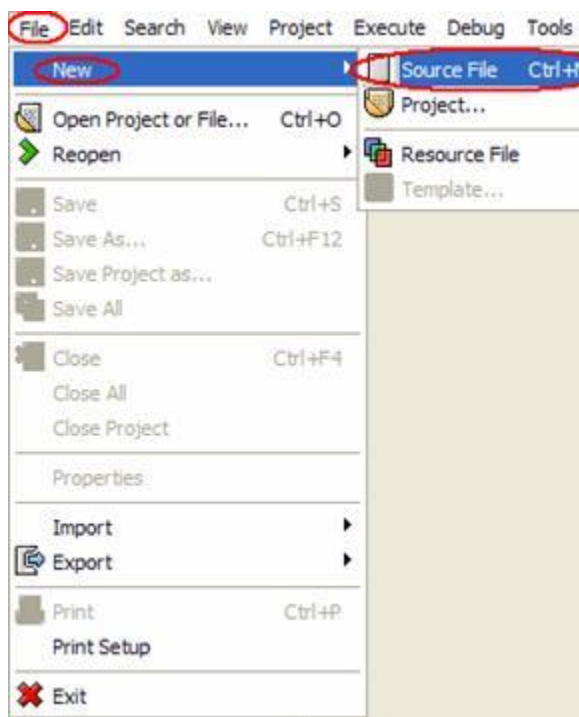 File Edit Search View Project Execute Debug Tools
New
Source File Ctrl+N
Project...
Resource File
Template...
Open Project or File... Ctrl+O
Reopen
Save Ctrl+S
Save As... Ctrl+F12
Save Project as...
Save All
Close Ctrl+F4
Close All
Close Project
Properties
Import
Export
Print Ctrl+P
Print Setup
Exit